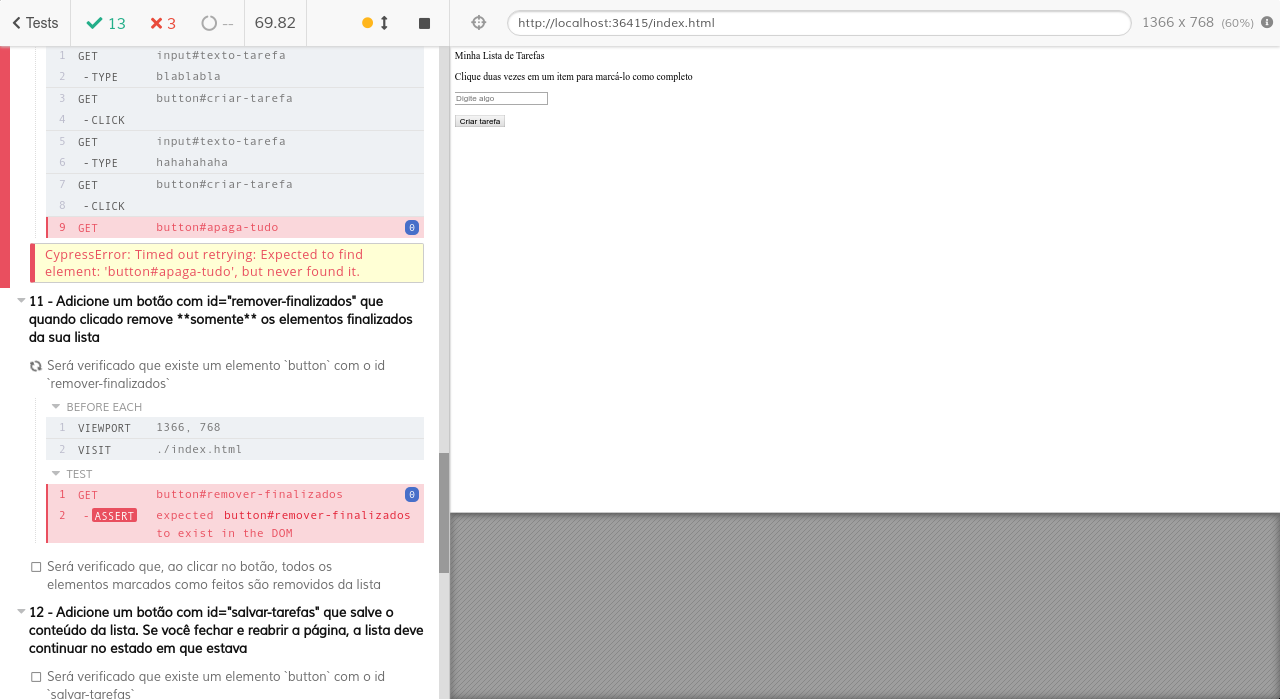 Tests
13
3
--
69.82
http://localhost:36415/index.html
1366 x 768 (60%)
1 GET input#texto-tarefa
2 -TYPE blablabla
3 GET button#criar-tarefa
4 -CLICK
5 GET input#texto-tarefa
6 -TYPE hahahahaha
7 GET button#criar-tarefa
8 -CLICK
9 GET button#apaga-tudo 0
CypressError: Timed out retrying: Expected to find
element: 'button#apaga-tudo', but never found it.
11 - Adicione um botão com id="remover-finalizados" que
quando clicado remove **somente** os elementos finalizados
da sua lista
Será verificado que existe um elemento `button` com o id
`remover-finalizados`
BEFORE EACH
1 VIEWPORT 1366, 768
2 VISIT ./index.html
TEST
1 GET button#remover-finalizados 0
2 -ASSERT expected button#remover-finalizados
to exist in the DOM
Será verificado que, ao clicar no botão, todos os
elementos marcados como feitos são removidos da lista
12 - Adicione um botão com id="salvar-tarefas" que salve o
conteúdo da lista. Se você fechar e reabrir a página, a lista deve
continuar no estado em que estava
Será verificado que existe um elemento `button` com o id
`salvar-tarefas`
Minha Lista de Tarefas
Clique duas vezes em um item para marcá-lo como completo
Digite algo
Criar tarefa